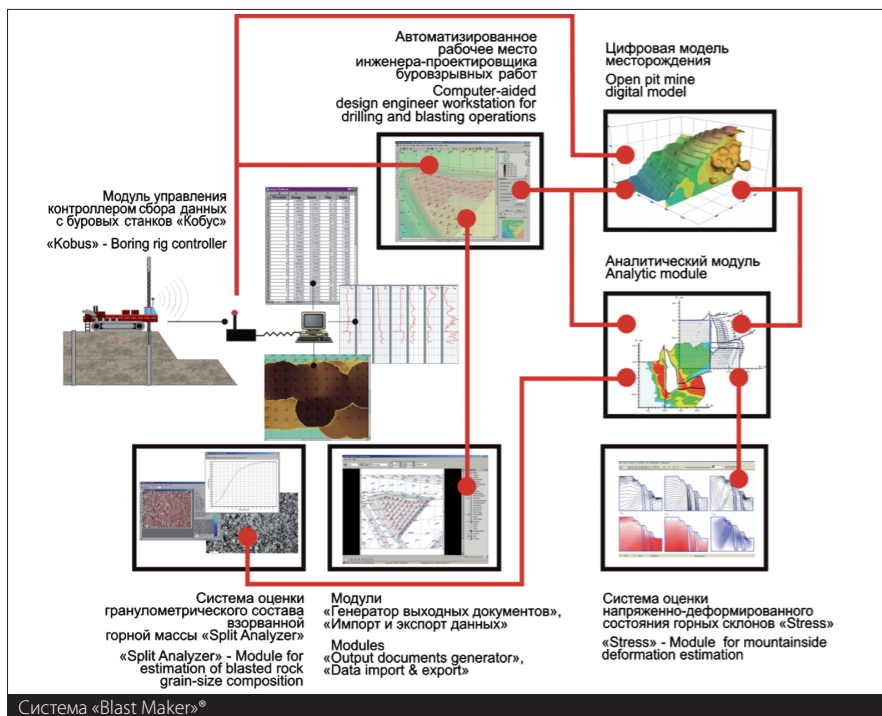 Автоматизированное
рабочее место
инженера-проектировщика
буровзрывных работ
Computer-aided
design engineer workstation for
drilling and blasting operations
Цифровая модель
месторождения
Open pit mine
digital model
Модуль управления
контроллером сбора данных
с буровых станков «Кобус»
«Kobus» - Boring rig controller
Аналитический модуль
Analytic module
Система оценки
гранулометрического состава
взорванной
горной массы «Split Analyzer»
«Split Analyzer» - Module for
estimation of blasted rock
grain-size composition
Модули
«Генератор выходных документов»,
«Импорт и экспорт данных»
Modules
«Output documents generator»,
«Data import & export»
Система оценки
напряженно-деформированного
состояния горных склонов «Stress»
«Stress» - Module for mountainside
deformation estimation
Система «Blast Maker»®